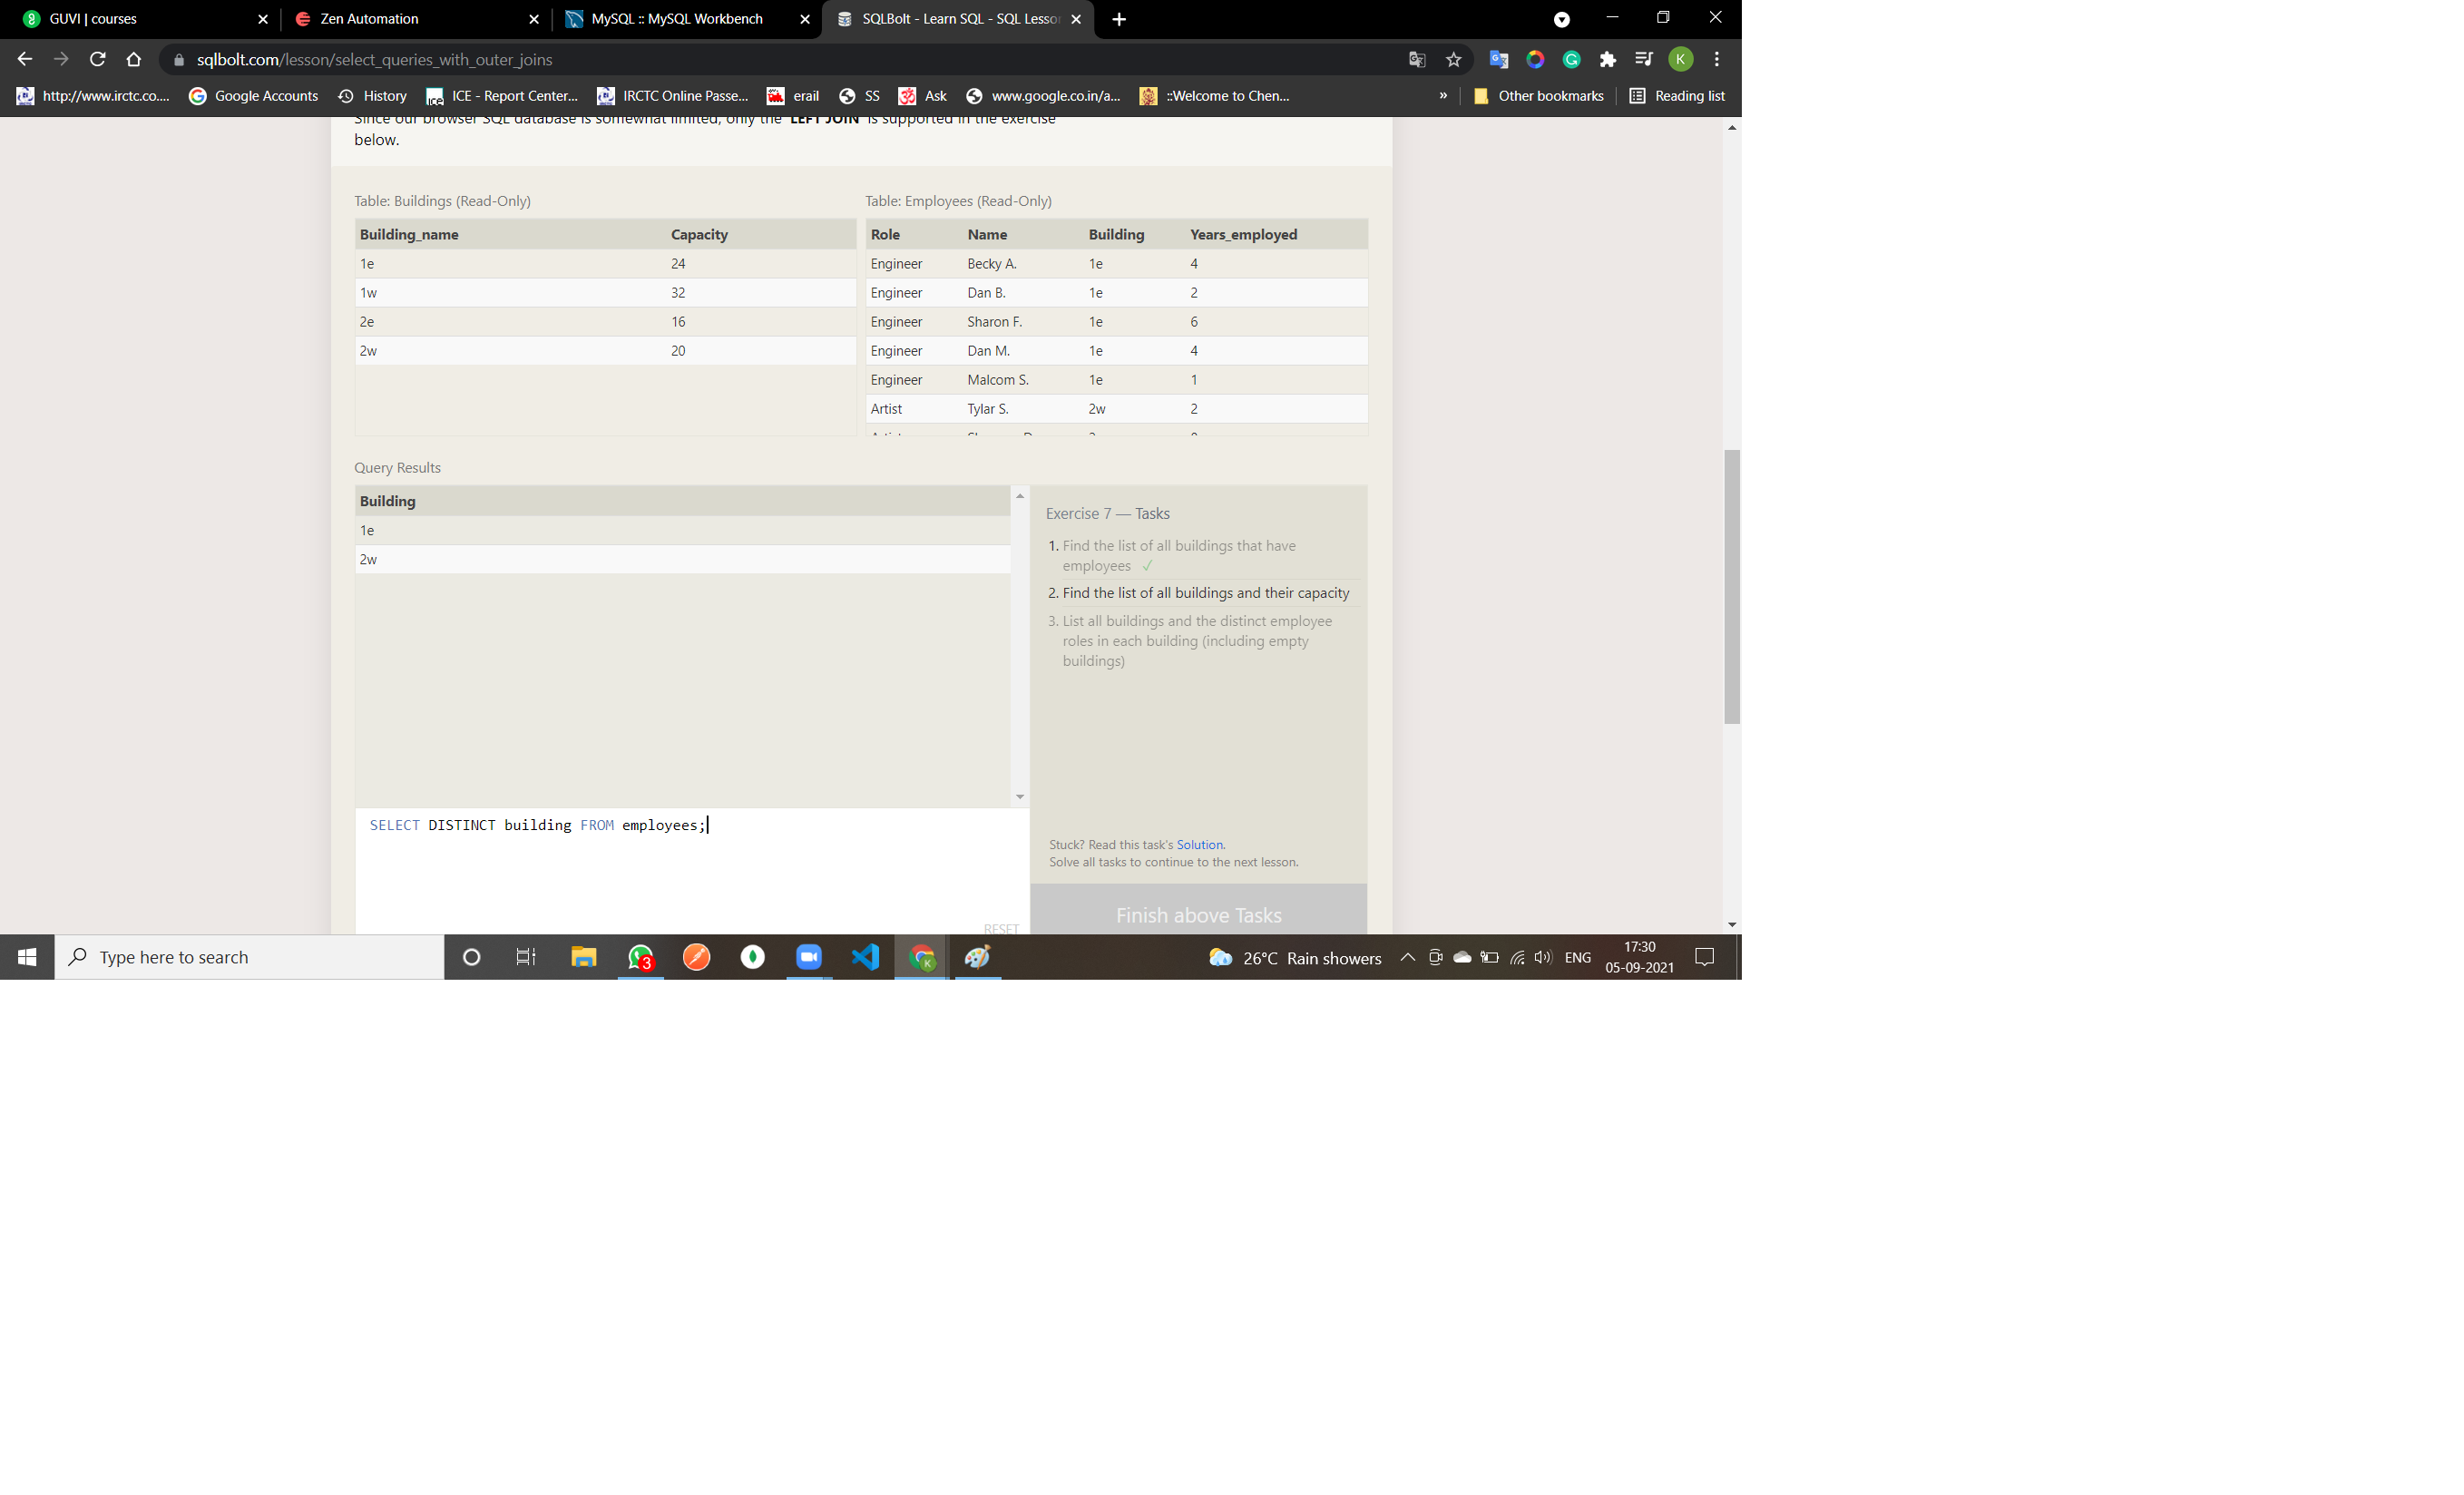 GUVI | courses
Zen Automation
MySQL :: MySQL Workbench
SQLBolt - Learn SQL - SQL Lesso
sqlbolt.com/lesson/select_queries_with_outer_joins
K
http://www.irctc.co....
Google Accounts
History
ICE - Report Center...
IRCTC Online Passe...
erail
SS
Ask
www.google.co.in/a...
::Welcome to Chen...
»
Other bookmarks
Reading list
Since our browser SQL database is somewhat limited, only the LEFT JOIN is supported in the exercise
below.
Table: Buildings (Read-Only)
Building_name Capacity
1e 24
1w 32
2e 16
2w 20
Table: Employees (Read-Only)
Role Name Building Years_employed
Engineer Becky A. 1e 4
Engineer Dan B. 1e 2
Engineer Sharon F. 1e 6
Engineer Dan M. 1e 4
Engineer Malcom S. 1e 1
Artist Tylar S. 2w 2
Query Results
Building
1e
2w
Exercise 7 — Tasks
1. Find the list of all buildings that have
employees ✓
2. Find the list of all buildings and their capacity
3. List all buildings and the distinct employee
roles in each building (including empty
buildings)
SELECT DISTINCT building FROM employees;
Stuck? Read this task's Solution.
Solve all tasks to continue to the next lesson.
Finish above Tasks
RESET
Type here to search
3
K
26°C Rain showers
ENG
17:30
05-09-2021